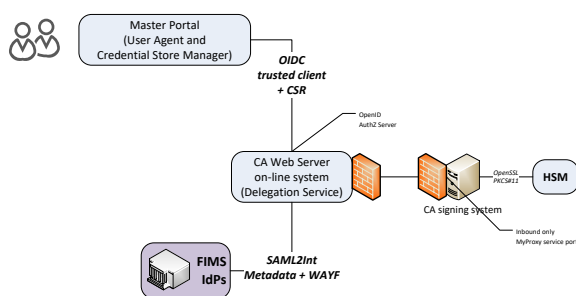 Master Portal
(User Agent and
Credential Store Manager)
OIDC
trusted client
+ CSR
OpenID
AuthZ Server
CA Web Server
on-line system
(Delegation Service)
OpenSSL
PKCS#11
HSM
CA signing system
Inbound only
MyProxy service port
FIMS
IdPs
SAML2Int
Metadata + WAYF